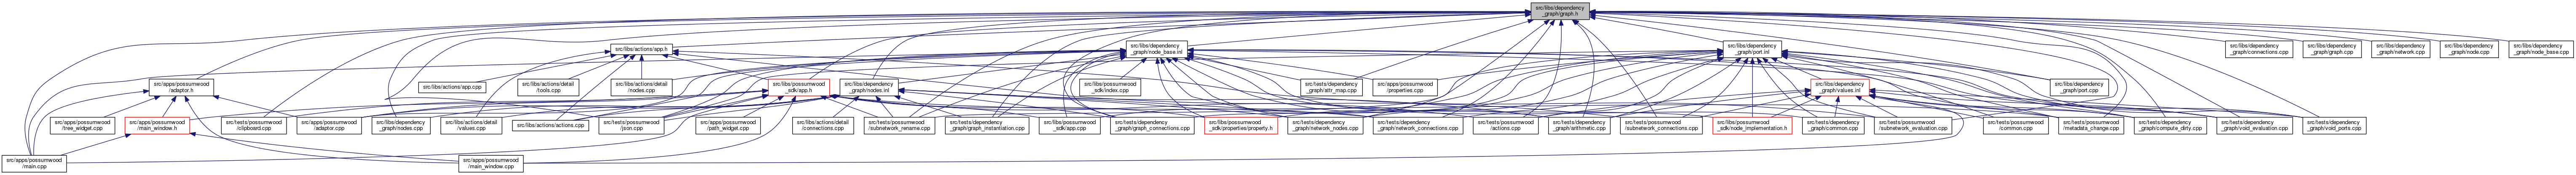 src/libs/dependency
_graph/graph.h
src/libs/actions/app.h
src/libs/dependency
_graph/node_base.inl
src/libs/dependency
_graph/port.inl
src/libs/dependency
_graph/connections.cpp
src/libs/dependency
_graph/graph.cpp
src/libs/dependency
_graph/network.cpp
src/libs/dependency
_graph/node.cpp
src/libs/dependency
_graph/node_base.cpp
src/apps/possumwood
/adaptor.h
src/libs/actions/app.cpp
src/libs/actions/detail
/tools.cpp
src/libs/actions/detail
/nodes.cpp
src/libs/possumwood
_sdk/app.h
src/libs/dependency
_graph/nodes.inl
src/libs/possumwood
_sdk/index.cpp
src/tests/dependency
_graph/attr_map.cpp
src/apps/possumwood
/properties.cpp
src/libs/dependency
_graph/values.inl
src/libs/dependency
_graph/port.cpp
src/apps/possumwood
/tree_widget.cpp
src/apps/possumwood
/main_window.h
src/tests/possumwood
/clipboard.cpp
src/apps/possumwood
/adaptor.cpp
src/libs/dependency
_graph/nodes.cpp
src/libs/actions/detail
/values.cpp
src/libs/actions/actions.cpp
src/tests/possumwood
/json.cpp
src/apps/possumwood
/path_widget.cpp
src/libs/actions/detail
/connections.cpp
src/tests/possumwood
/subnetwork_rename.cpp
src/tests/dependency
_graph/graph_instantiation.cpp
src/libs/possumwood
_sdk/app.cpp
src/tests/dependency
_graph/graph_connections.cpp
src/libs/possumwood
_sdk/properties/property.h
src/tests/dependency
_graph/network_nodes.cpp
src/tests/dependency
_graph/network_connections.cpp
src/tests/possumwood
/actions.cpp
src/tests/dependency
_graph/arithmetic.cpp
src/tests/possumwood
/subnetwork_connections.cpp
src/libs/possumwood
_sdk/node_implementation.h
src/tests/dependency
_graph/common.cpp
src/tests/possumwood
/subnetwork_evaluation.cpp
src/tests/possumwood
/common.cpp
src/tests/possumwood
/metadata_change.cpp
src/tests/dependency
_graph/compute_dirty.cpp
src/tests/dependency
_graph/void_evaluation.cpp
src/tests/dependency
_graph/void_ports.cpp
src/apps/possumwood
/main.cpp
src/apps/possumwood
/main_window.cpp